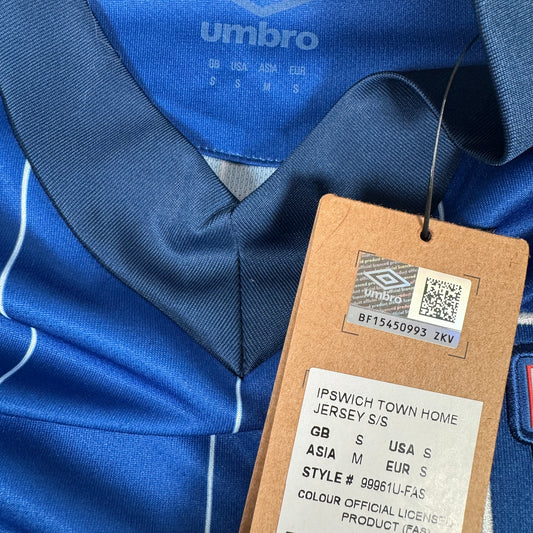 umbro
GB USA ASIA EUR
S S M S
umbro
BF15450993 ZKV
IPSWICH TOWN HOME
JERSEY S/S
GB S USA S
ASIA M EUR S
STYLE # 99961U-FAS
COLOUR OFFICIAL LICENSED
PRODUCT (FAS)